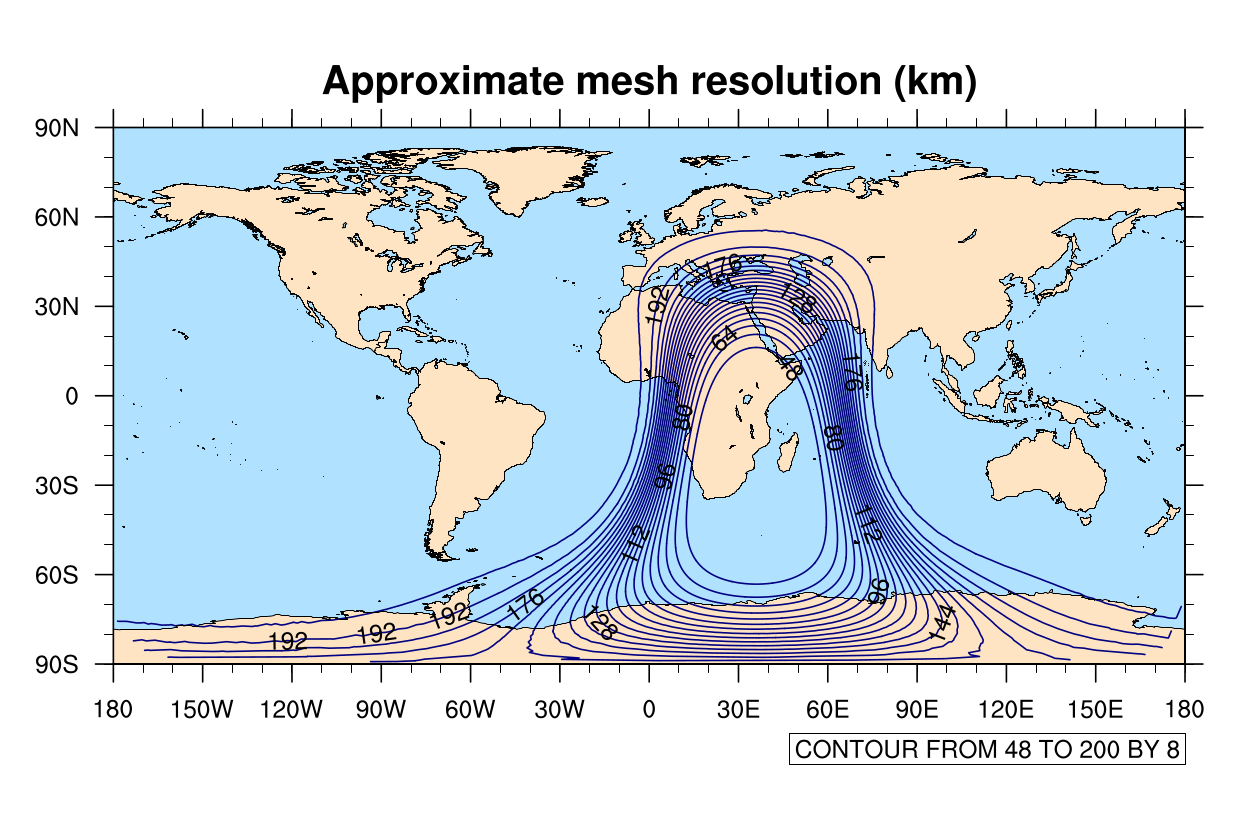 Approximate mesh resolution (km)
90N
60N
30N
0
30S
60S
90S
176
192
128
64
48
176
80
80
96
112
112
96
192
176
128
144
192
192
180 150W 120W 90W 60W 30W 0 30E 60E 90E 120E 150E 180
CONTOUR FROM 48 TO 200 BY 8